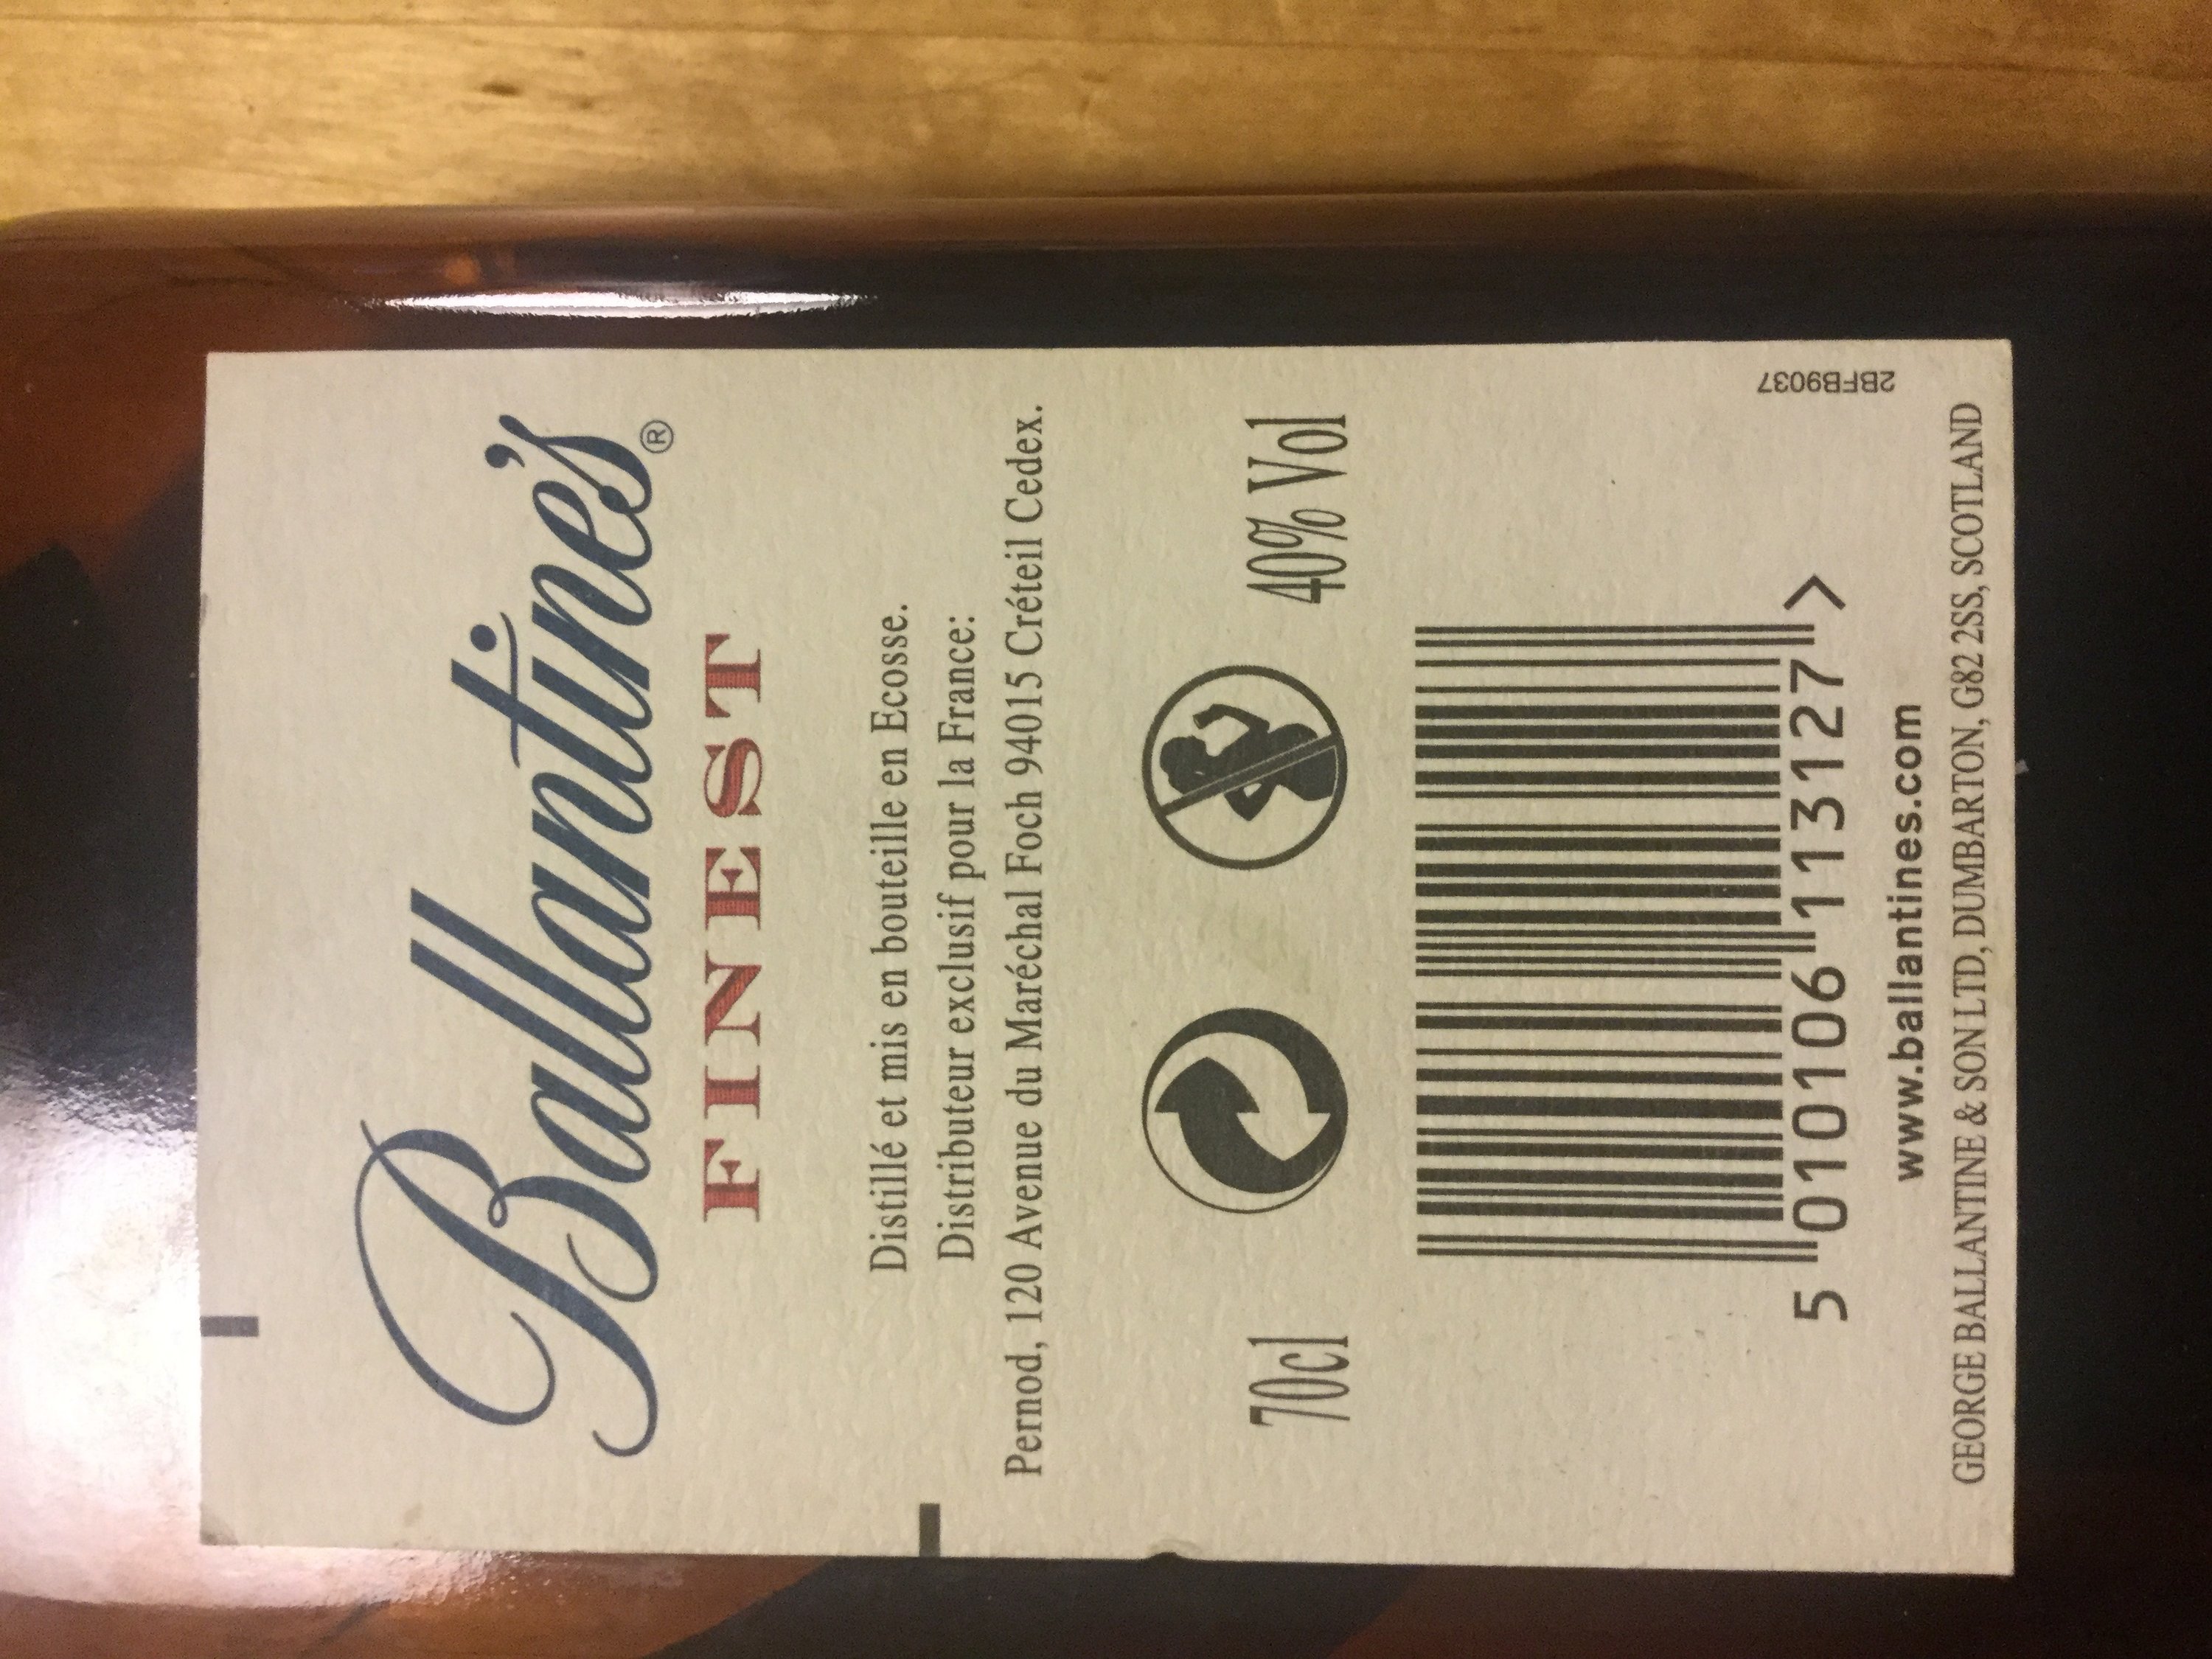 Ballantine's®
FINEST
Distillé et mis en bouteille en Ecosse.
Distributeur exclusif pour la France:
Pernod, 120 Avenue du Maréchal Foch 94015 Créteil Cedex.
70cl 40% Vol
5 010106 113127 >
2BFB9037
www.ballantines.com
GEORGE BALLANTINE & SON LTD, DUMBARTON, G82 2SS, SCOTLAND